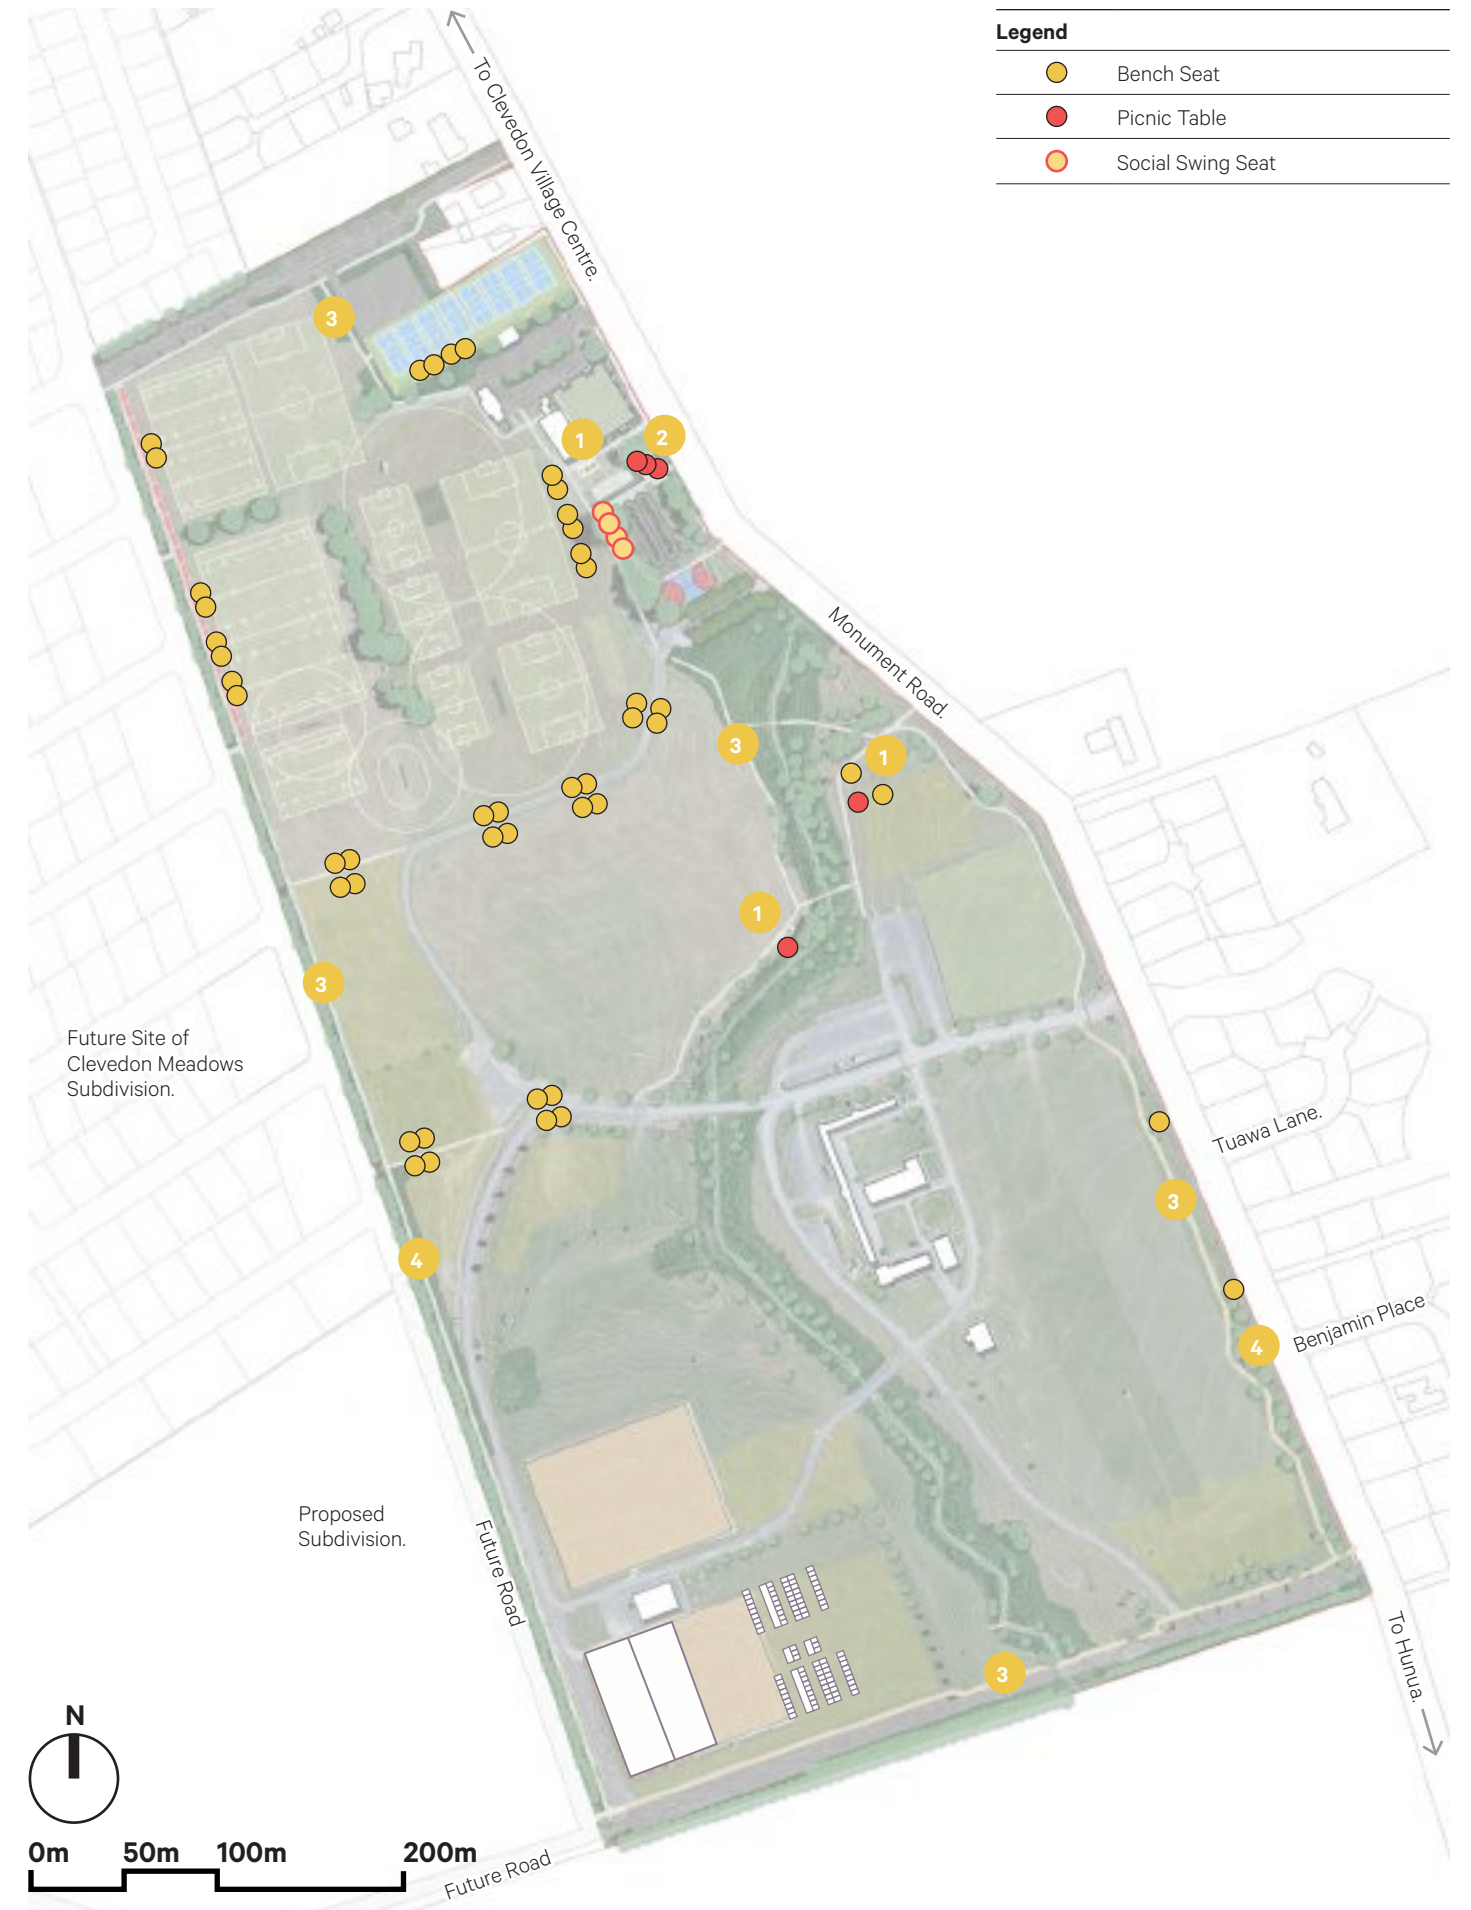 Legend
Bench Seat
Picnic Table
Social Swing Seat
To Clevedon Village Centre.
3
1
2
Monument Road.
3
1
1
3
Future Site of
Clevedon Meadows
Subdivision.
Tuawa Lane.
3
4
Benjamin Place
4
Proposed
Subdivision.
Future Road
3
To Hunua.
N
0m 50m 100m 200m
Future Road